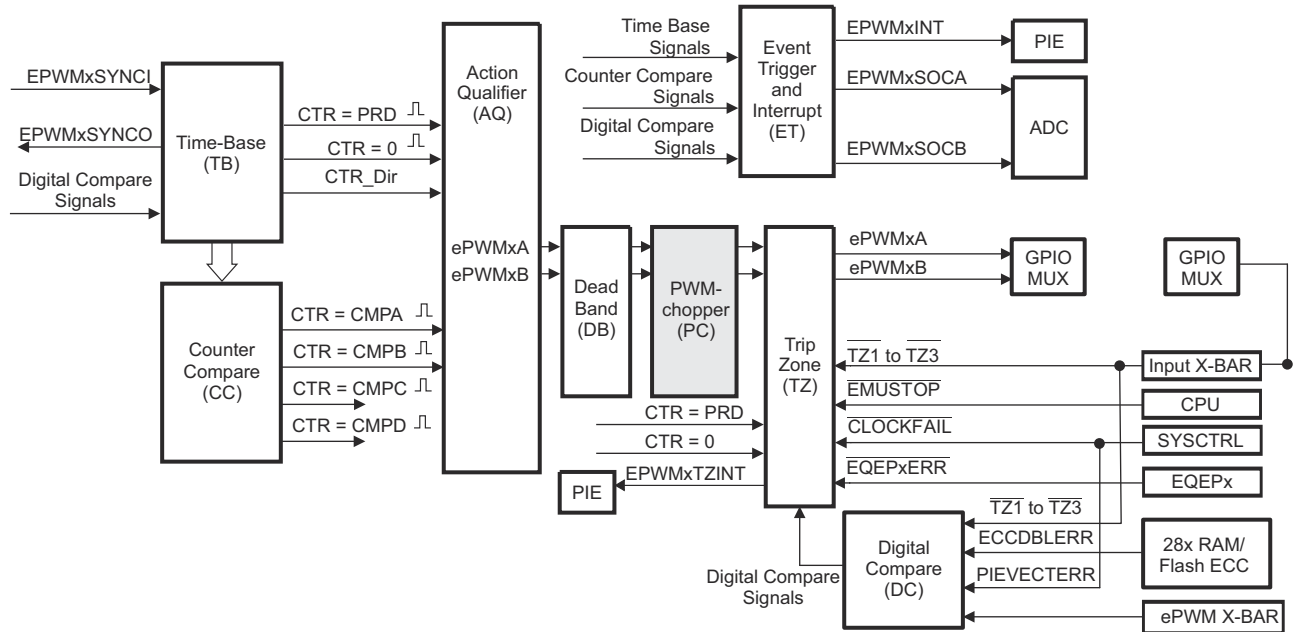 EPWMxSYNCI
EPWMxSYNCO
Digital Compare
Signals
Time-Base
(TB)
CTR = PRD
CTR = 0
CTR_Dir
Counter
Compare
(CC)
CTR = CMPA
CTR = CMPB
CTR = CMPC
CTR = CMPD
Action
Qualifier
(AQ)
ePWMxA
ePWMxB
Time Base
Signals
Counter Compare
Signals
Digital Compare
Signals
Event
Trigger
and
Interrupt
(ET)
EPWMxINT
EPWMxSOCA
EPWMxSOCB
PIE
ADC
Dead
Band
(DB)
PWM-
chopper
(PC)
Trip
Zone
(TZ)
ePWMxA
ePWMxB
GPIO
MUX
GPIO
MUX
TZ1 to TZ3
EMUSTOP
CLOCKFAIL
EQEPxERR
Input X-BAR
CPU
SYSCTRL
EQEPx
CTR = PRD
CTR = 0
EPWMxTZINT
PIE
Digital Compare
Signals
Digital
Compare
(DC)
TZ1 to TZ3
ECCDBLERR
PIEVECTERR
28x RAM/
Flash ECC
ePWM X-BAR